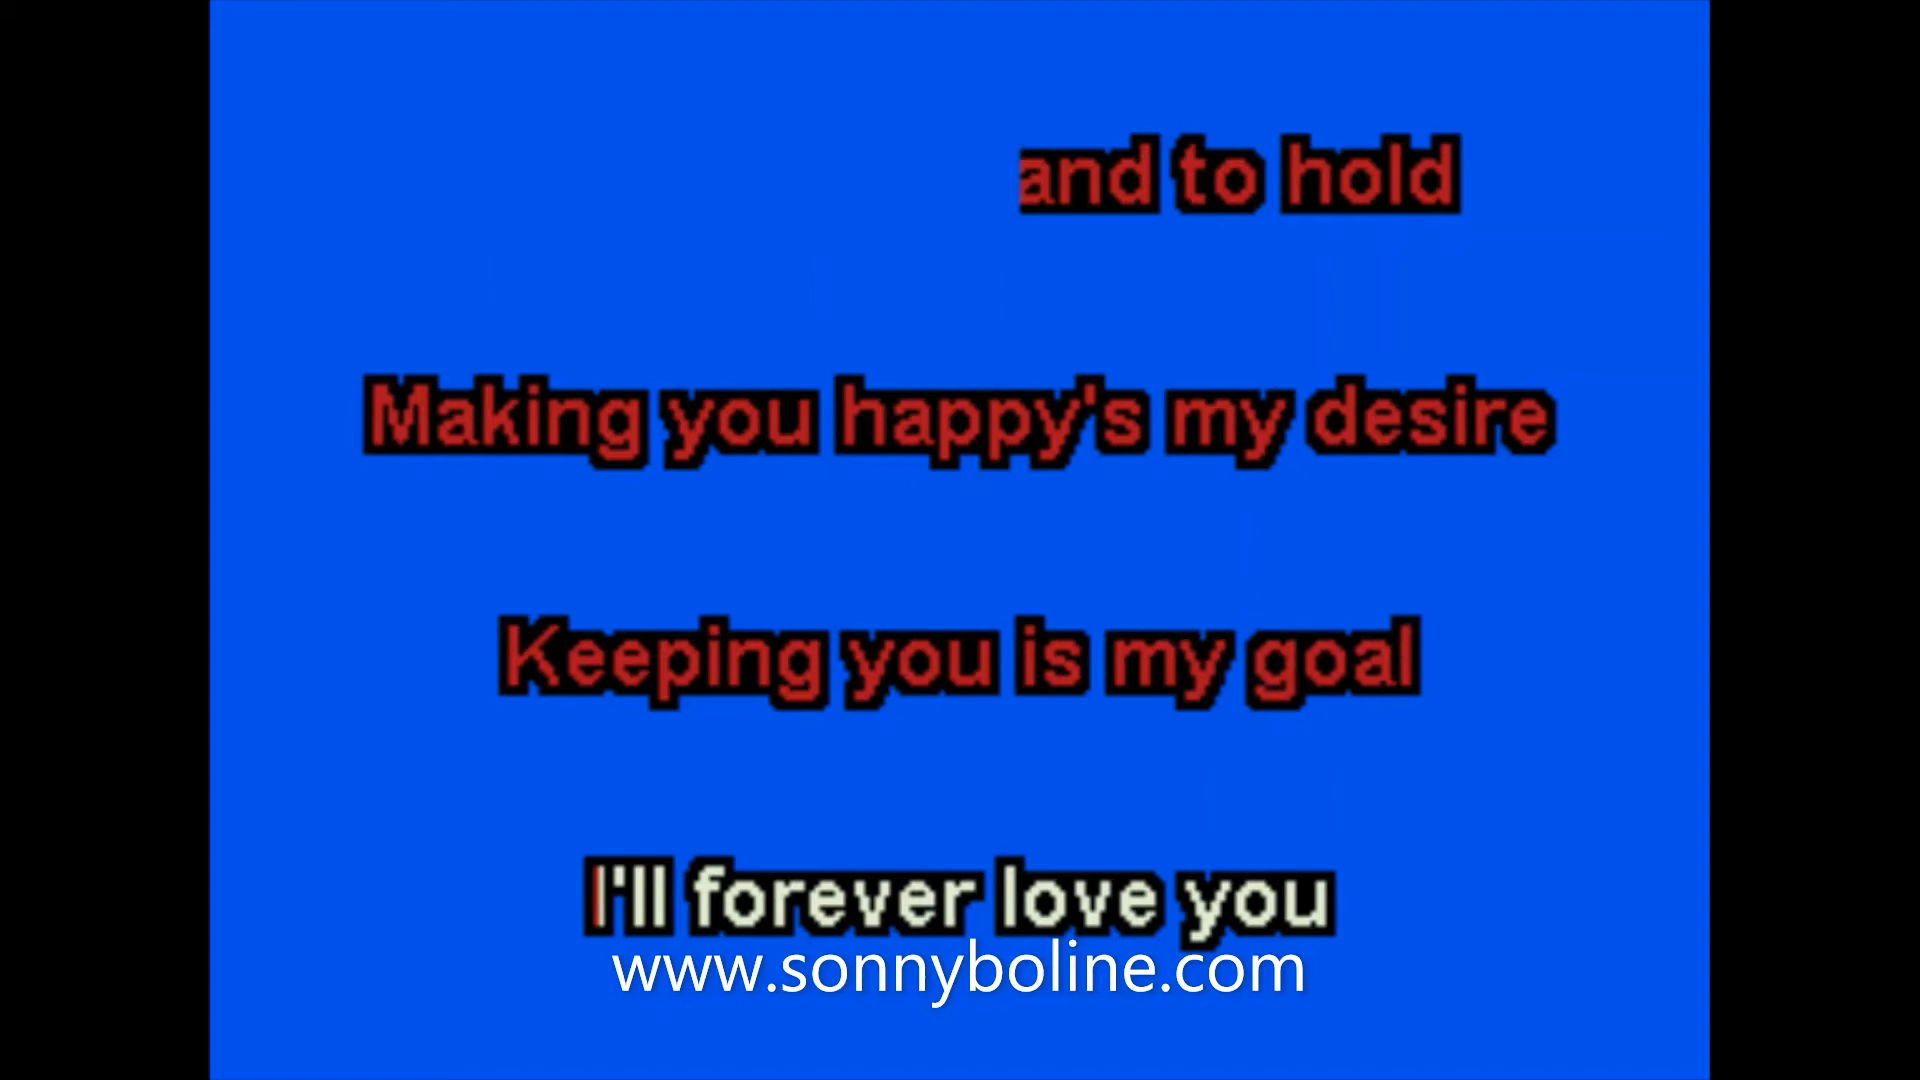 and to hold
Making you happy's my desire
Keeping you is my goal
I'll forever love you
www.sonnyboline.com